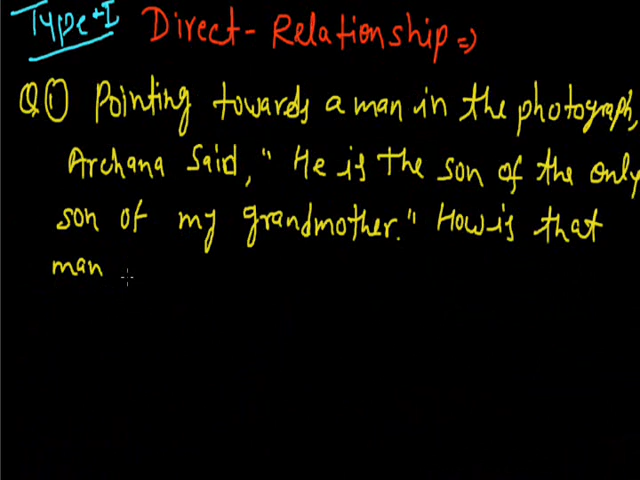 Type-I Direct-Relationship =>
Q① Pointing towards a man in the photograph,
Archana Said, " He is the son of the only
son of my grandmother." How is that
man